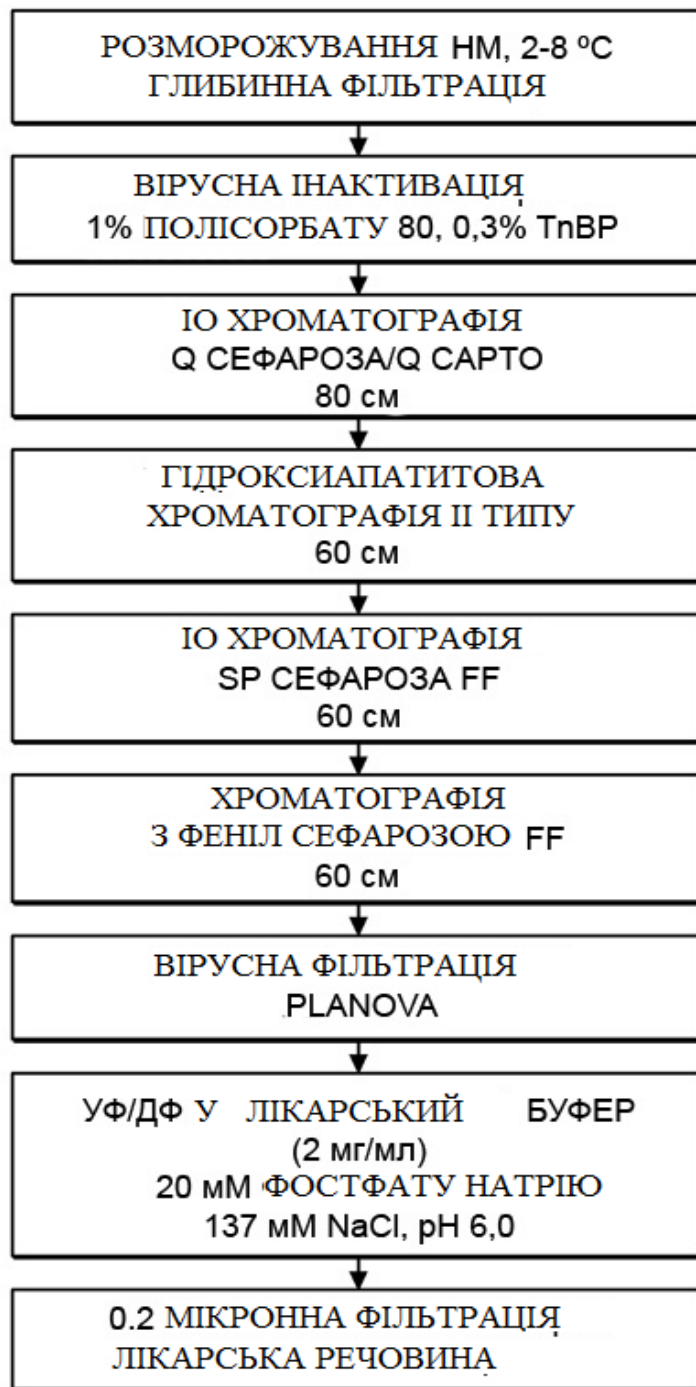 РОЗМОРОЖУВАННЯ НМ, 2-8 ºС
ГЛИБИННА ФІЛЬТРАЦІЯ
ВІРУСНА ІНАКТИВАЦІЯ
1% ПОЛІСОРБАТУ 80, 0,3% TnBP
ІО ХРОМАТОГРАФІЯ
Q СЕФАРОЗА/Q CAPTO
80 см
ГІДРОКСИАПАТИТОВА
ХРОМАТОГРАФІЯ ІІ ТИПУ
60 см
ІО ХРОМАТОГРАФІЯ
SP СЕФАРОЗА FF
60 см
ХРОМАТОГРАФІЯ
З ФЕНІЛ СЕФАРОЗОЮ FF
60 см
ВІРУСНА ФІЛЬТРАЦІЯ
PLANOVA
УФ/ДФ У ЛІКАРСЬКИЙ БУФЕР
(2 мг/мл)
20 мМ ФОСТФАТУ НАТРІЮ
137 мМ NaCl, pH 6,0
0.2 МІКРОННА ФІЛЬТРАЦІЯ
ЛІКАРСЬКА РЕЧОВИНА